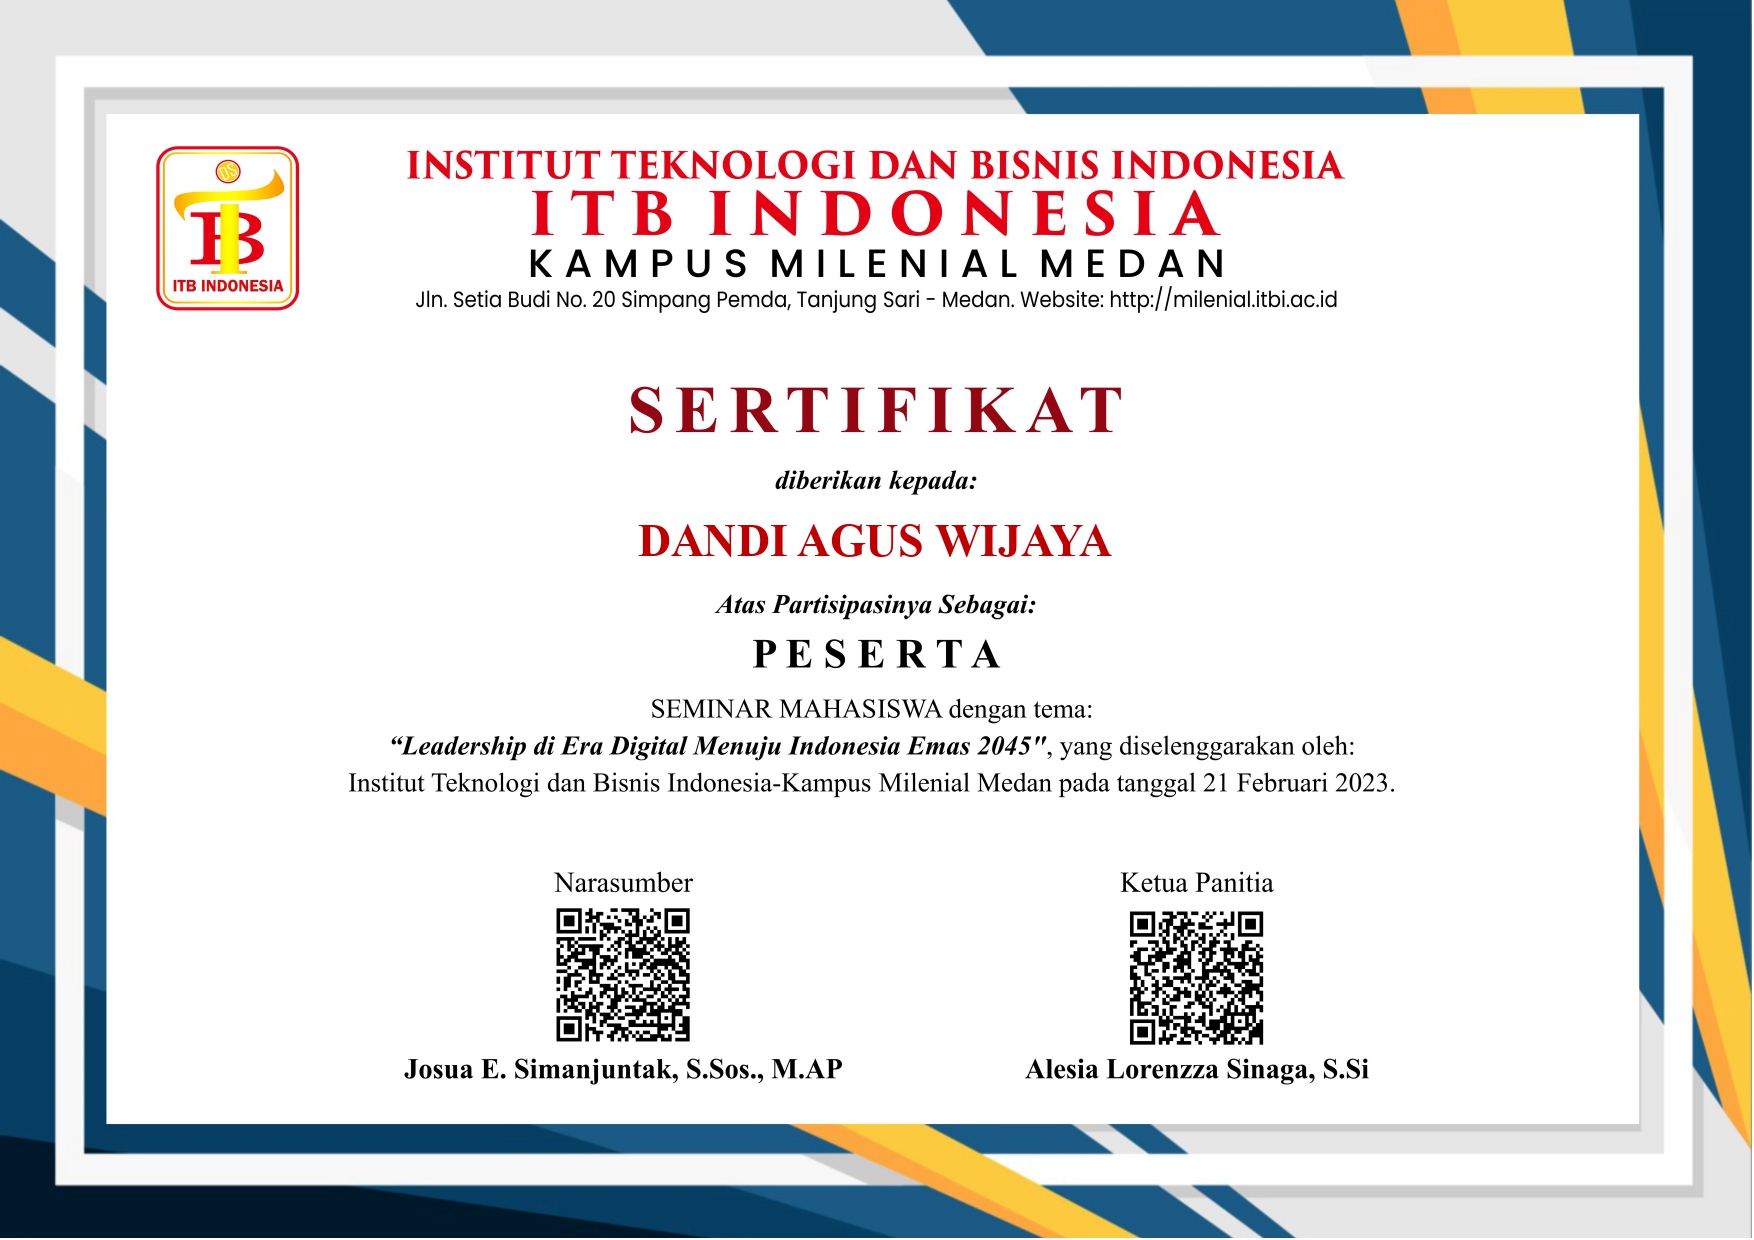 DS
ITB INDONESIA
INSTITUT TEKNOLOGI DAN BISNIS INDONESIA
ITB INDONESIA
KAMPUS MILENIAL MEDAN
Jln. Setia Budi No. 20 Simpang Pemda, Tanjung Sari - Medan. Website: http://milenial.itbi.ac.id
SERTIFIKAT
diberikan kepada:
DANDI AGUS WIJAYA
Atas Partisipasinya Sebagai:
PESERTA
SEMINAR MAHASISWA dengan tema:
“Leadership di Era Digital Menuju Indonesia Emas 2045", yang diselenggarakan oleh:
Institut Teknologi dan Bisnis Indonesia-Kampus Milenial Medan pada tanggal 21 Februari 2023.
Narasumber
Josua E. Simanjuntak, S.Sos., M.AP
Ketua Panitia
Alesia Lorenzza Sinaga, S.Si